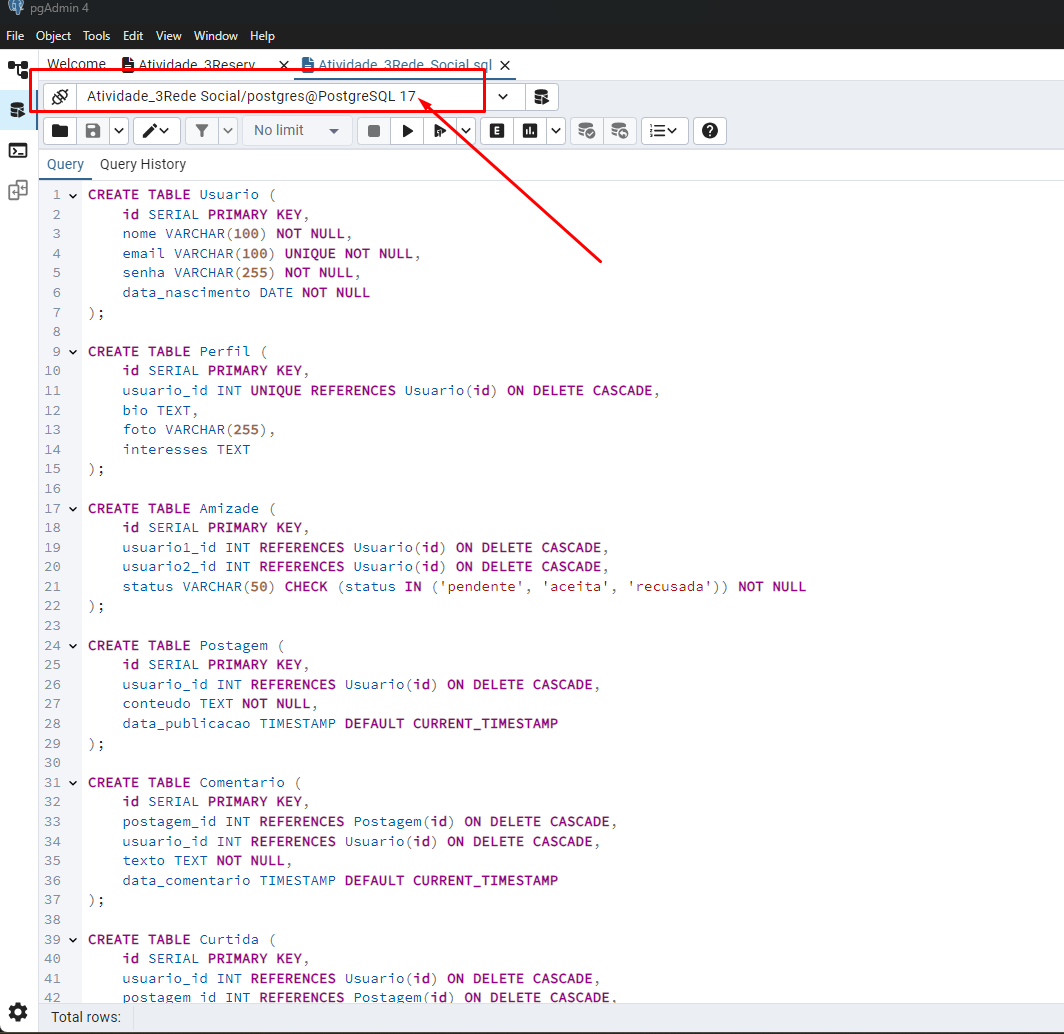 pgAdmin 4
File Object Tools Edit View Window Help
Welcome Atividade_3Reserv... Atividade_3Rede_Social.sql
Atividade_3Rede Social/postgres@PostgreSQL 17
No limit
E
Query Query History
1 CREATE TABLE Usuario (
2 id SERIAL PRIMARY KEY,
3 nome VARCHAR(100) NOT NULL,
4 email VARCHAR(100) UNIQUE NOT NULL,
5 senha VARCHAR(255) NOT NULL,
6 data_nascimento DATE NOT NULL
7 );
8
9 CREATE TABLE Perfil (
10 id SERIAL PRIMARY KEY,
11 usuario_id INT UNIQUE REFERENCES Usuario(id) ON DELETE CASCADE,
12 bio TEXT,
13 foto VARCHAR(255),
14 interesses TEXT
15 );
16
17 CREATE TABLE Amizade (
18 id SERIAL PRIMARY KEY,
19 usuario1_id INT REFERENCES Usuario(id) ON DELETE CASCADE,
20 usuario2_id INT REFERENCES Usuario(id) ON DELETE CASCADE,
21 status VARCHAR(50) CHECK (status IN ('pendente', 'aceita', 'recusada')) NOT NULL
22 );
23
24 CREATE TABLE Postagem (
25 id SERIAL PRIMARY KEY,
26 usuario_id INT REFERENCES Usuario(id) ON DELETE CASCADE,
27 conteudo TEXT NOT NULL,
28 data_publicacao TIMESTAMP DEFAULT CURRENT_TIMESTAMP
29 );
30
31 CREATE TABLE Comentario (
32 id SERIAL PRIMARY KEY,
33 postagem_id INT REFERENCES Postagem(id) ON DELETE CASCADE,
34 usuario_id INT REFERENCES Usuario(id) ON DELETE CASCADE,
35 texto TEXT NOT NULL,
36 data_comentario TIMESTAMP DEFAULT CURRENT_TIMESTAMP
37 );
38
39 CREATE TABLE Curtida (
40 id SERIAL PRIMARY KEY,
41 usuario_id INT REFERENCES Usuario(id) ON DELETE CASCADE,
42 postagem_id INT REFERENCES Postagem(id) ON DELETE CASCADE,
Total rows: